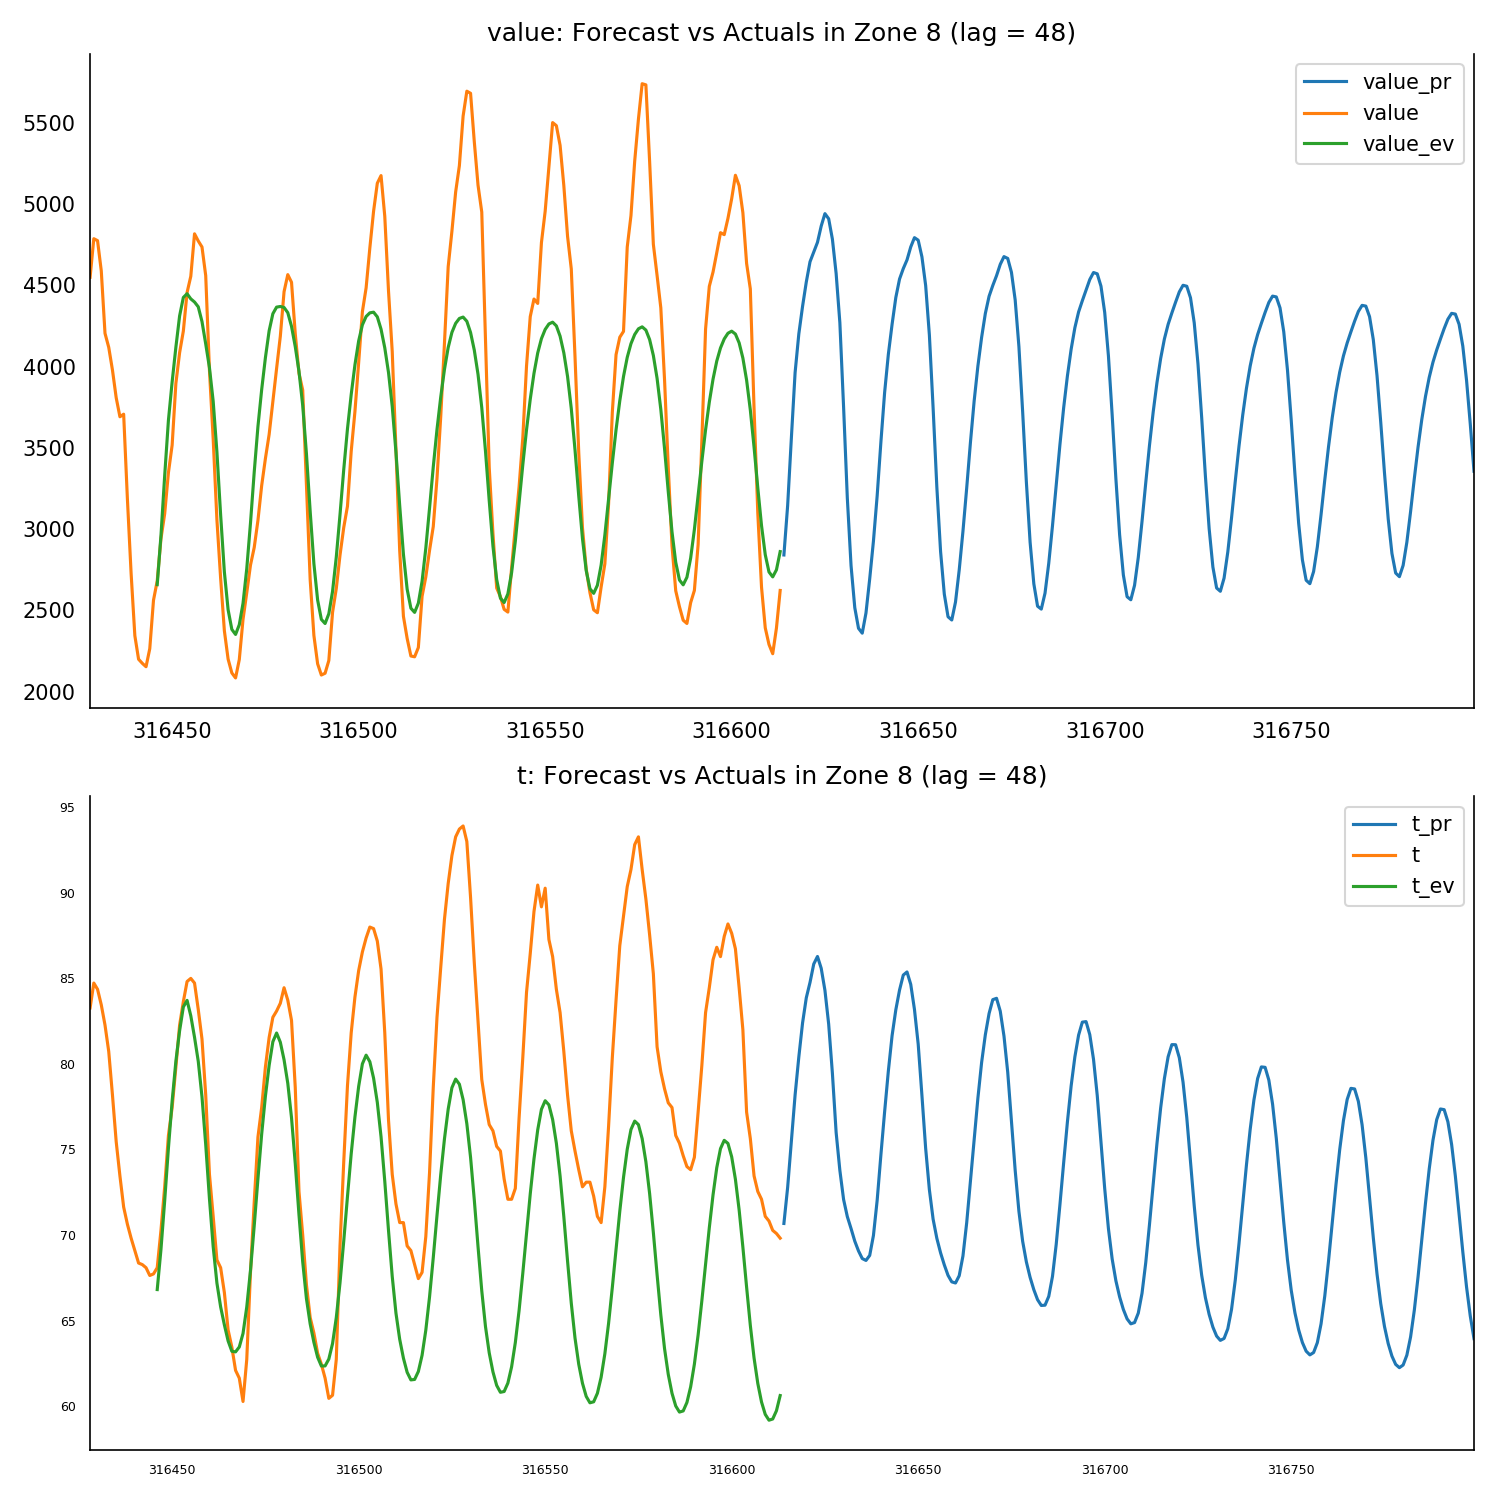 value: Forecast vs Actuals in Zone 8 (lag = 48)
value_pr
value
value_ev
5500
5000
4500
4000
3500
3000
2500
2000
316450 316500 316550 316600 316650 316700 316750
t: Forecast vs Actuals in Zone 8 (lag = 48)
t_pr
t
t_ev
95
90
85
80
75
70
65
60
316450 316500 316550 316600 316650 316700 316750